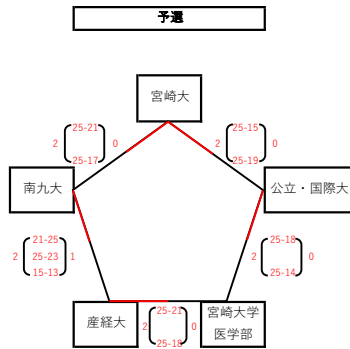 予選
宮崎大
25-21
2 0
25-17
25-15
2 0
25-19
南九大
公立・国際大
21-25
2 25-23 1
15-13
25-18
2 0
25-14
産経大
25-21
2 0
25-18
宮崎大学
医学部